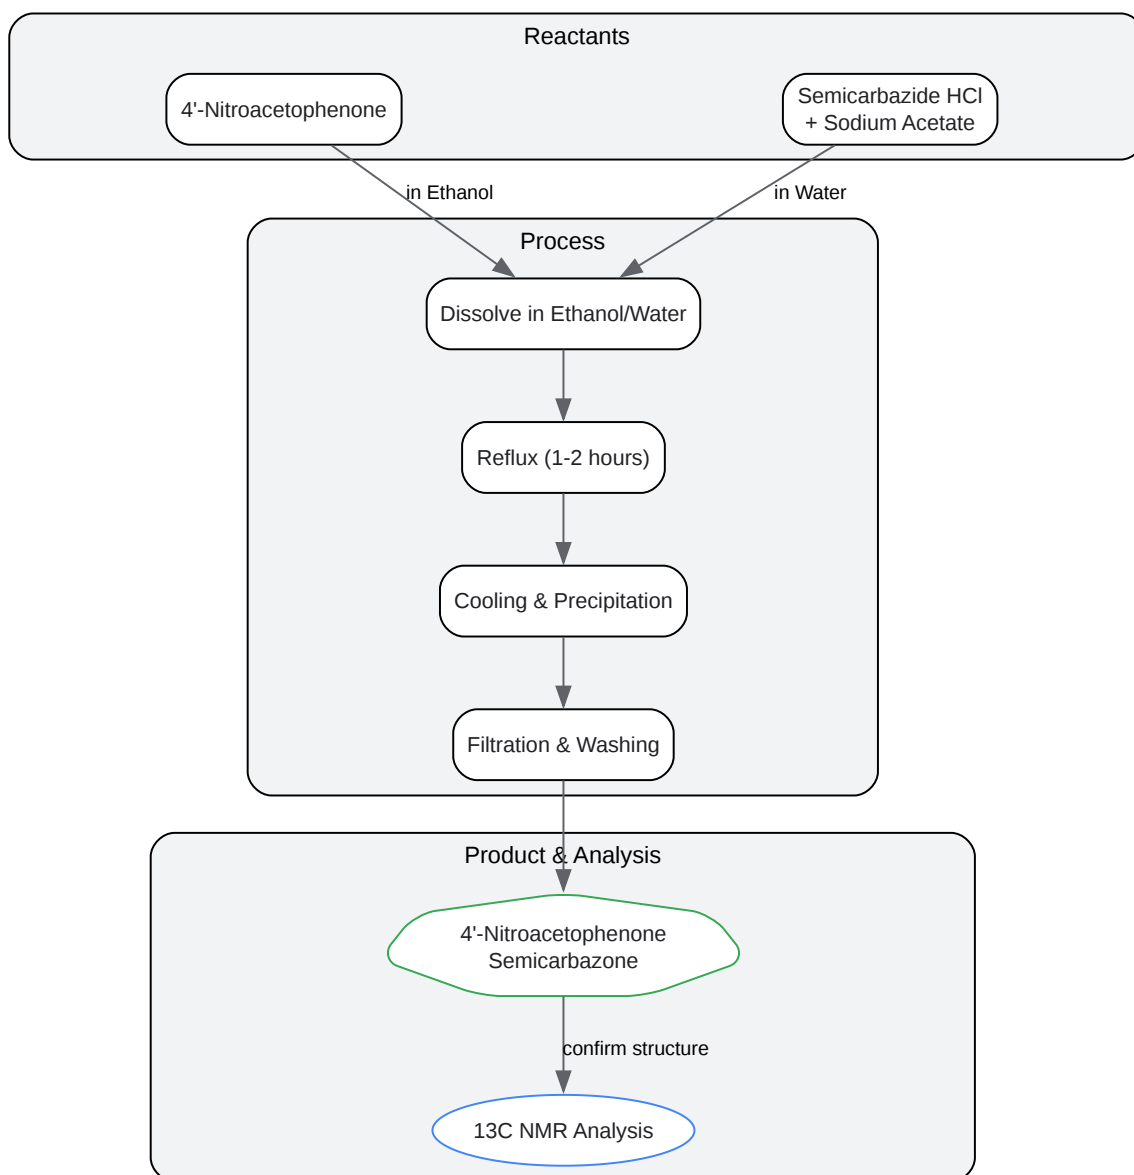 Reactants
4'-Nitroacetophenone
Semicarbazide HCl
+ Sodium Acetate
in Ethanol
in Water
Process
Dissolve in Ethanol/Water
Reflux (1-2 hours)
Cooling & Precipitation
Filtration & Washing
Product & Analysis
4'-Nitroacetophenone
Semicarbazone
confirm structure
13C NMR Analysis